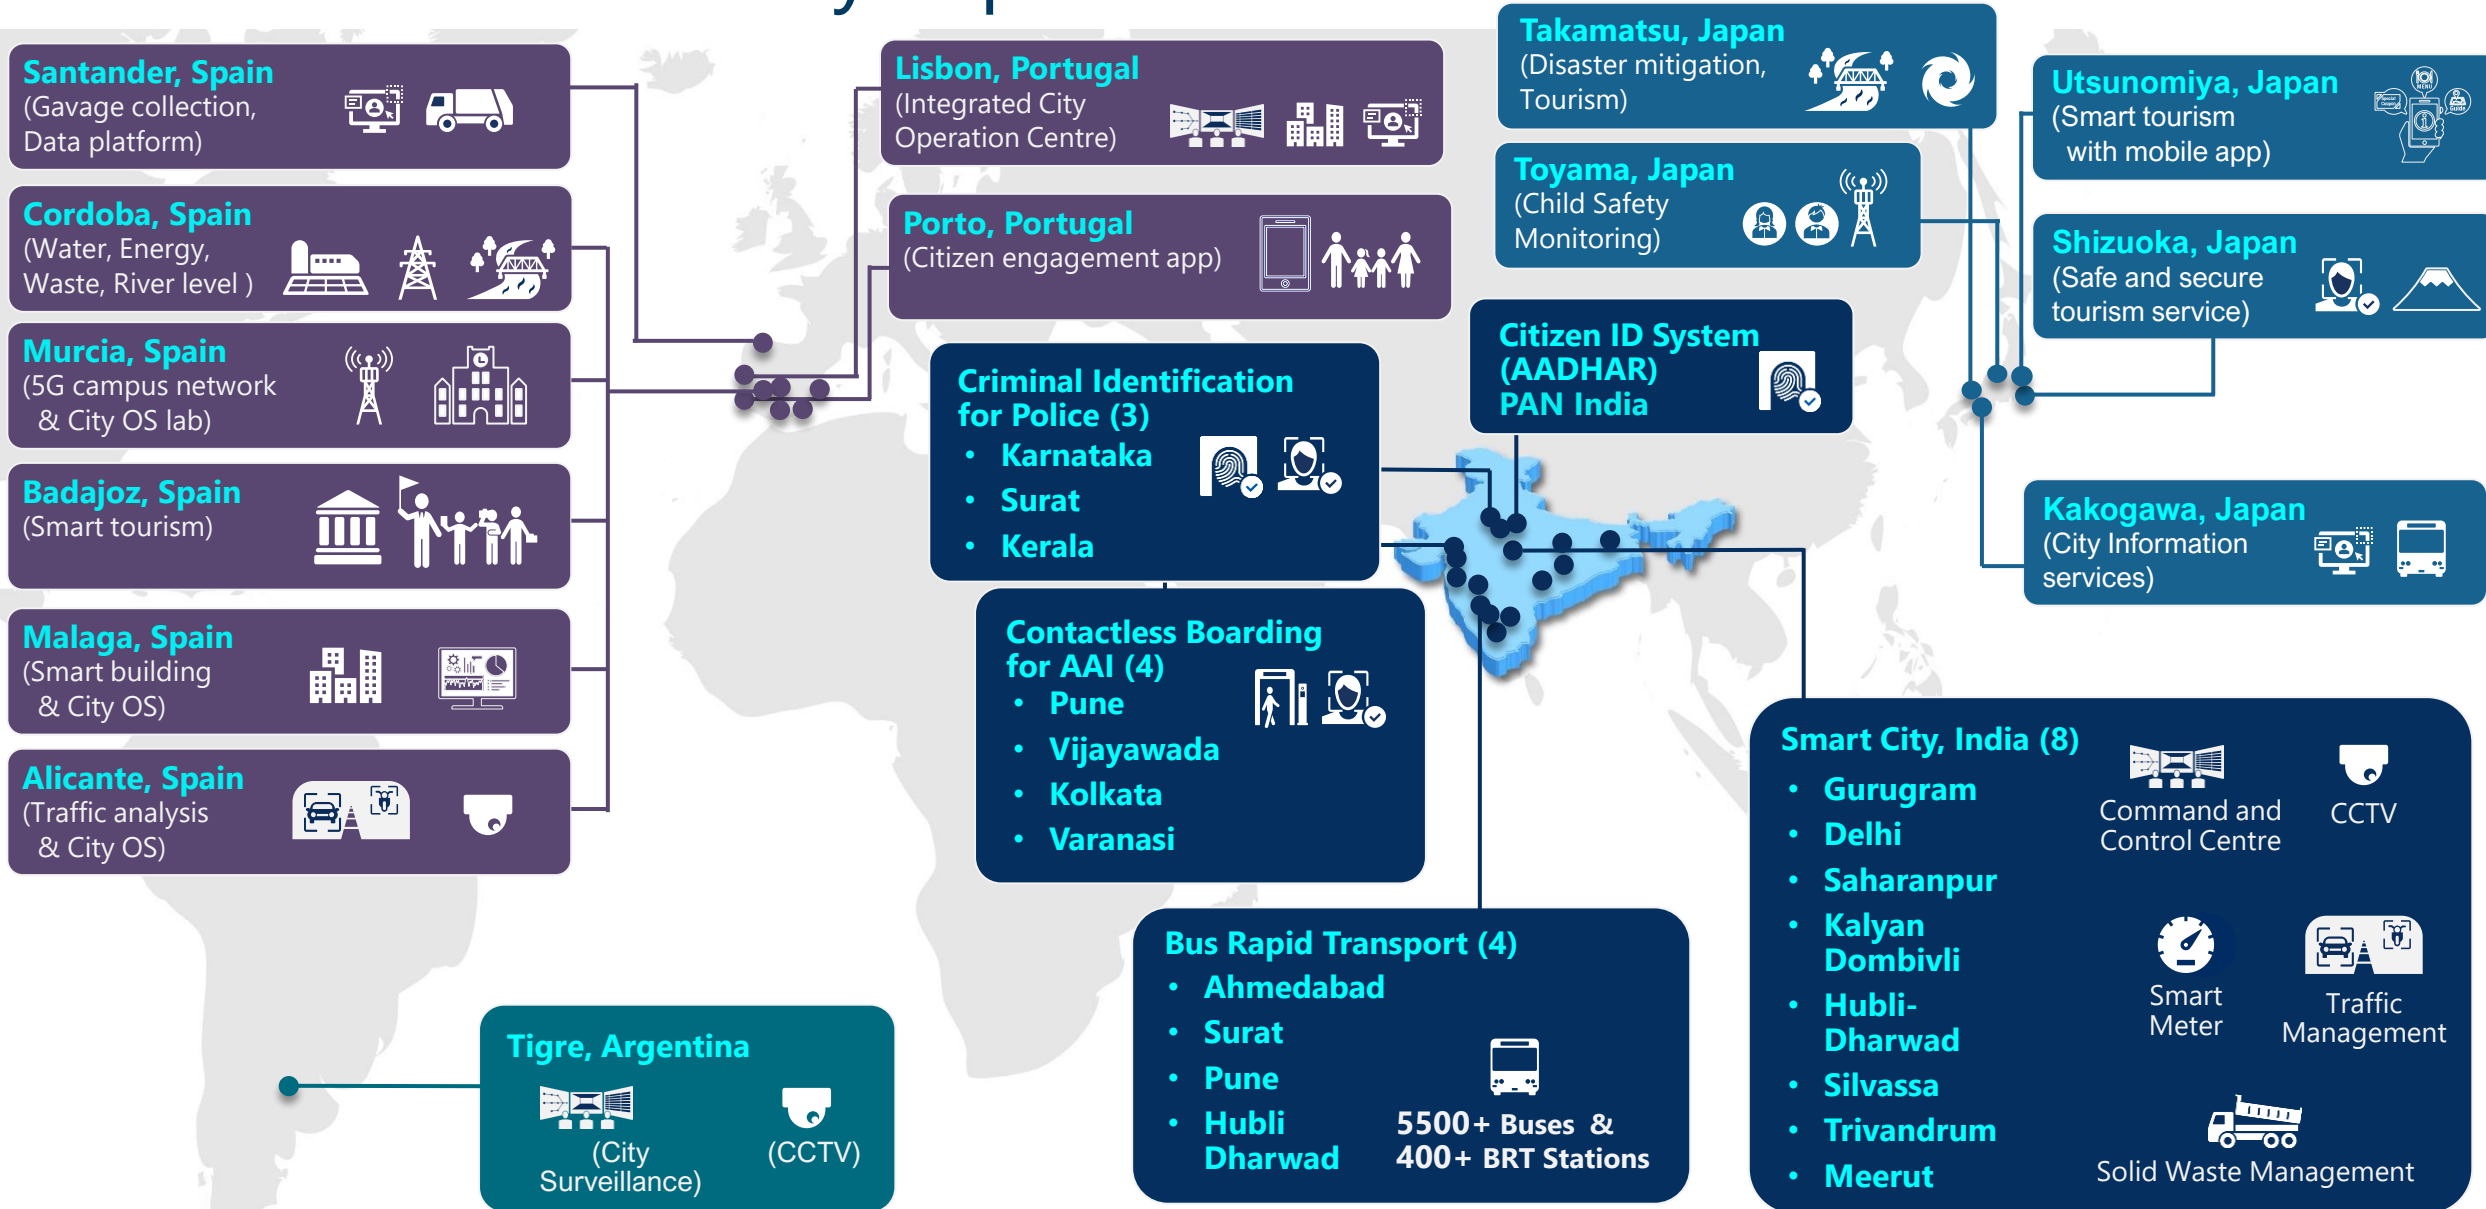 Santander, Spain
(Gavage collection,
Data platform)
Cordoba, Spain
(Water, Energy,
Waste, River level )
Murcia, Spain
(5G campus network
& City OS lab)
Badajoz, Spain
(Smart tourism)
Malaga, Spain
(Smart building
& City OS)
Alicante, Spain
(Traffic analysis
& City OS)
Lisbon, Portugal
(Integrated City
Operation Centre)
Porto, Portugal
(Citizen engagement app)
Takamatsu, Japan
(Disaster mitigation,
Tourism)
Toyama, Japan
(Child Safety
Monitoring)
Utsunomiya, Japan
(Smart tourism
with mobile app)
MENU
Special
Coupon
Guide
Shizuoka, Japan
(Safe and secure
tourism service)
Kakogawa, Japan
(City Information
services)
Citizen ID System
(AADHAR)
PAN India
Criminal Identification
for Police (3)
• Karnataka
• Surat
• Kerala
Contactless Boarding
for AAI (4)
• Pune
• Vijayawada
• Kolkata
• Varanasi
Bus Rapid Transport (4)
• Ahmedabad
• Surat
• Pune
• Hubli
Dharwad
5500+ Buses &
400+ BRT Stations
Smart City, India (8)
• Gurugram
• Delhi
• Saharanpur
• Kalyan
Dombivli
• Hubli-
Dharwad
• Silvassa
• Trivandrum
• Meerut
Command and
Control Centre
CCTV
Smart
Meter
Traffic
Management
Solid Waste Management
Tigre, Argentina
(City
Surveillance)
(CCTV)